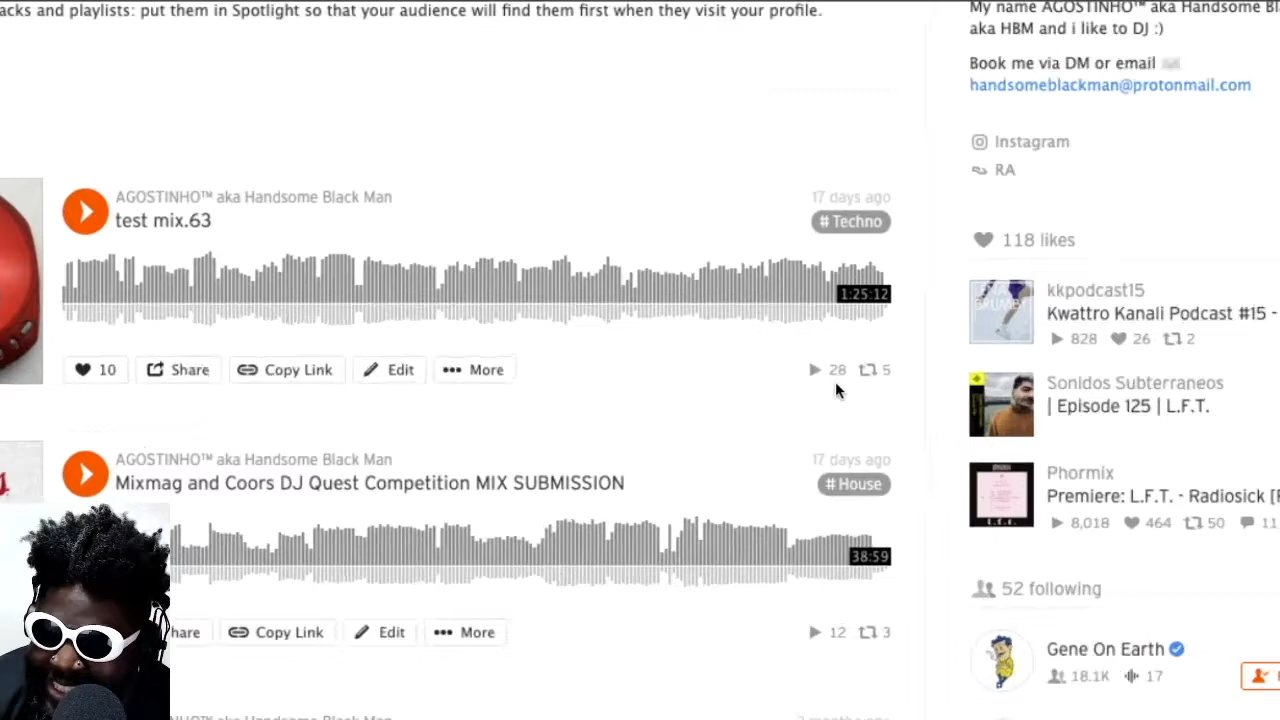 acks and playlists: put them in Spotlight so that your audience will find them first when they visit your profile.
AGOSTINHO™ aka Handsome Black Man
17 days ago
test mix.63
# Techno
1:25:12
10
Share
Copy Link
Edit
More
28
5
AGOSTINHO™ aka Handsome Black Man
17 days ago
Mixmag and Coors DJ Quest Competition MIX SUBMISSION
# House
38:59
hare
Copy Link
Edit
More
12
3
AGOSTINHO™ aka Handsome Black Man
My name AGOSTINHO™ aka Handsome Bl
aka HBM and i like to DJ :)
Book me via DM or email
handsomeblackman@protonmail.com
Instagram
RA
118 likes
kkpodcast15
Kwattro Kanali Podcast #15 -
828 26 2
Sonidos Subterraneos
| Episode 125 | L.F.T.
Phormix
Premiere: L.F.T. - Radiosick [
8,018 464 50 11
52 following
Gene On Earth
18.1K 17